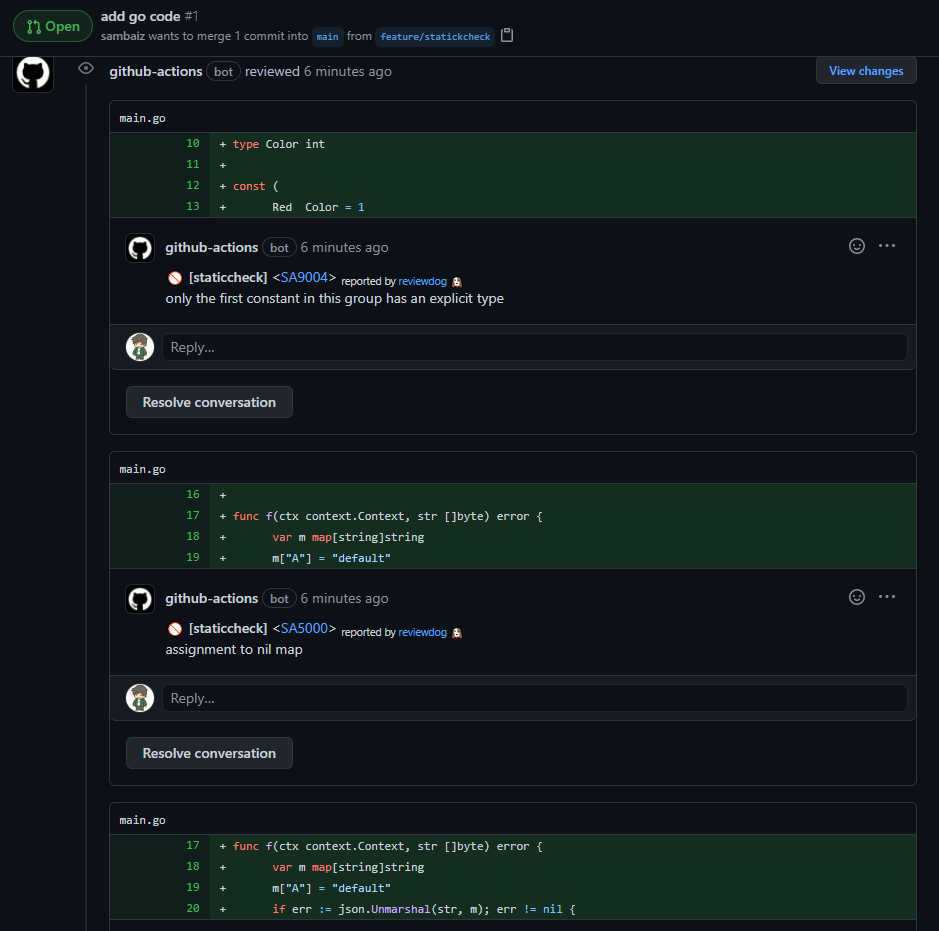 Open
add go code #1
sambaiz wants to merge 1 commit into main from feature/statickcheck
github-actions bot reviewed 6 minutes ago
View changes
main.go
10 + type Color int
11 +
12 + const (
13 + Red Color = 1
github-actions bot 6 minutes ago
[staticcheck] <SA9004> reported by reviewdog
only the first constant in this group has an explicit type
Reply...
Resolve conversation
main.go
16 +
17 + func f(ctx context.Context, str []byte) error {
18 + var m map[string]string
19 + m["A"] = "default"
github-actions bot 6 minutes ago
[staticcheck] <SA5000> reported by reviewdog
assignment to nil map
Reply...
Resolve conversation
main.go
17 + func f(ctx context.Context, str []byte) error {
18 + var m map[string]string
19 + m["A"] = "default"
20 + if err := json.Unmarshal(str, m); err != nil {